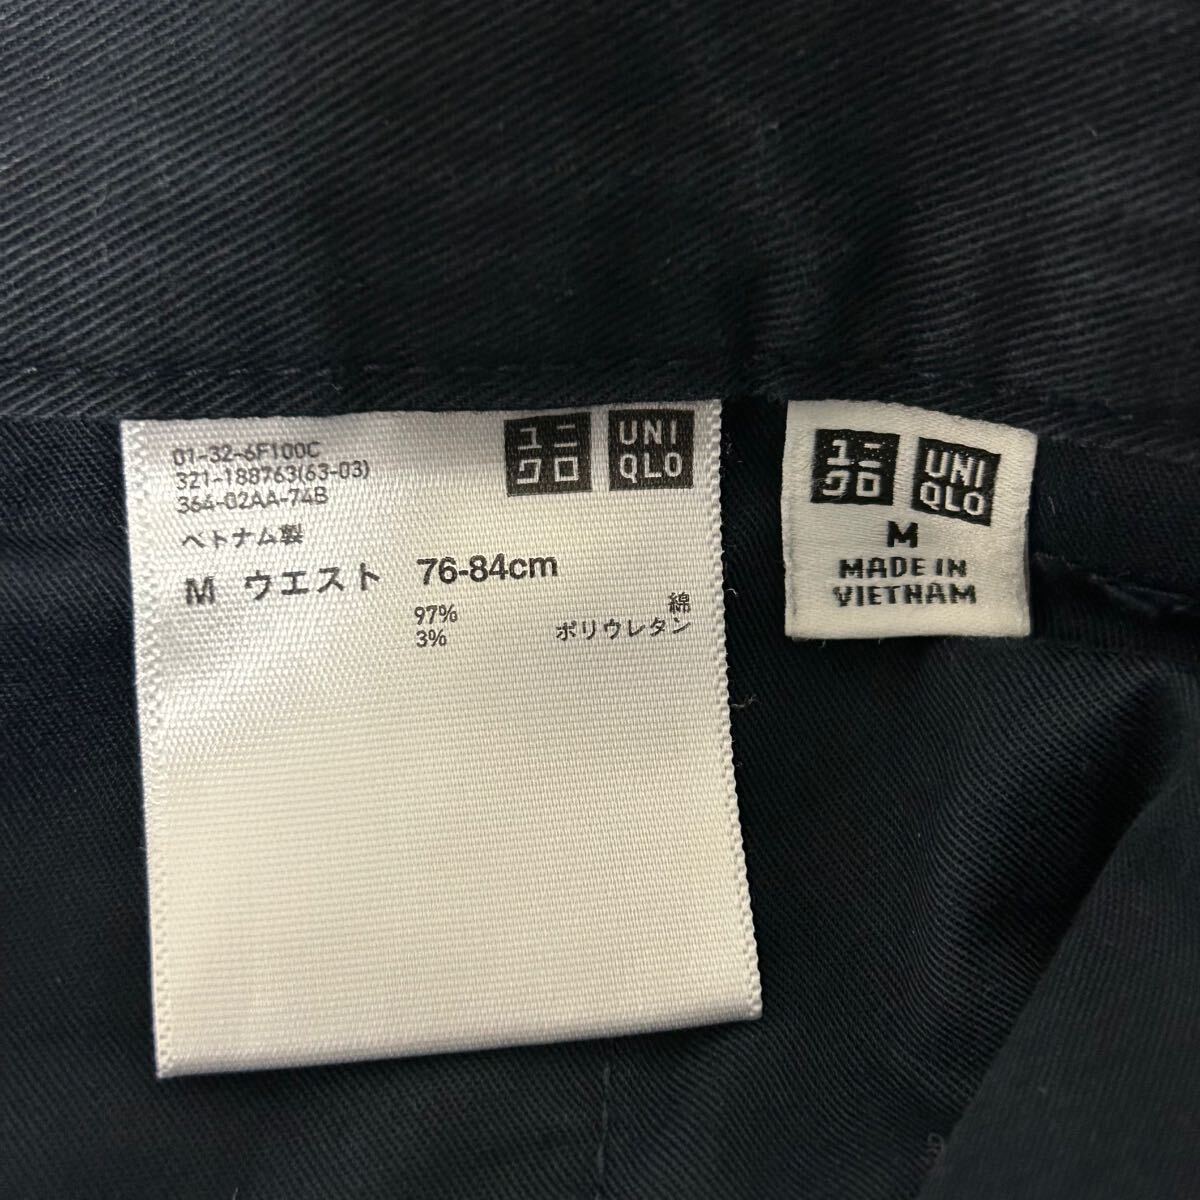 01-32-6F100C
321-188763(63-03)
364-02AA-74B
ユニ
クロ
UNI
QLO
ベトナム製
M ウエスト 76-84cm
97% 綿
3% ポリウレタン
ユニ
クロ
UNI
QLO
M
MADE IN
VIETNAM